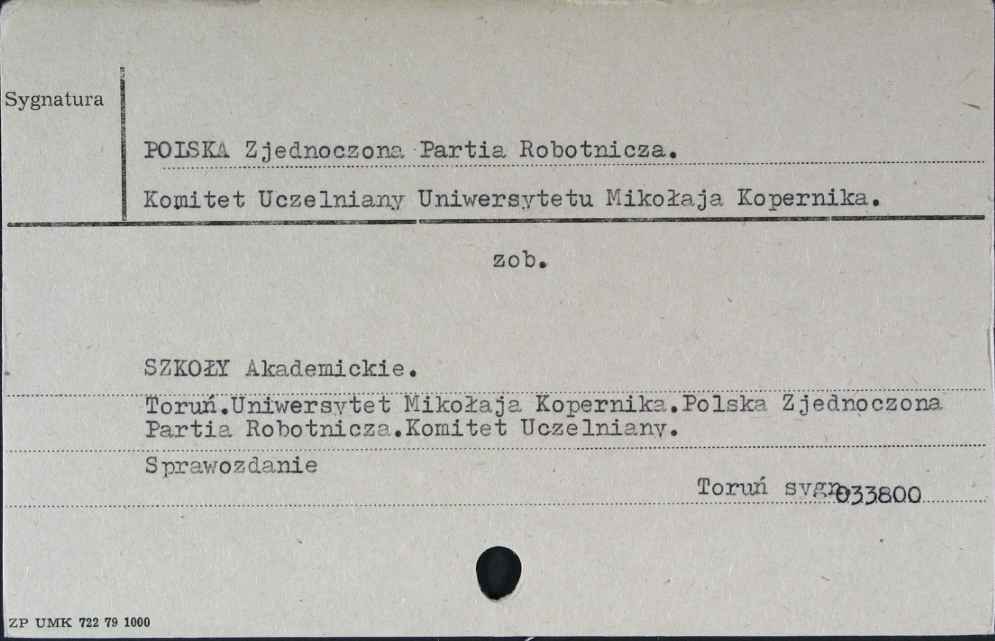 Sygnatura
POLSKA Zjednoczona Partia Robotnicza.
Komitet Uczelniany Uniwersytetu Mikołaja Kopernika.
zob.
SZKOŁY Akademickie.
Toruń.Uniwersytet Mikołaja Kopernika.Polska Zjednoczona
Partia Robotnicza.Komitet Uczelniany.
Sprawozdanie
Toruń sygn 033800
ZP UMK 722 79 1000